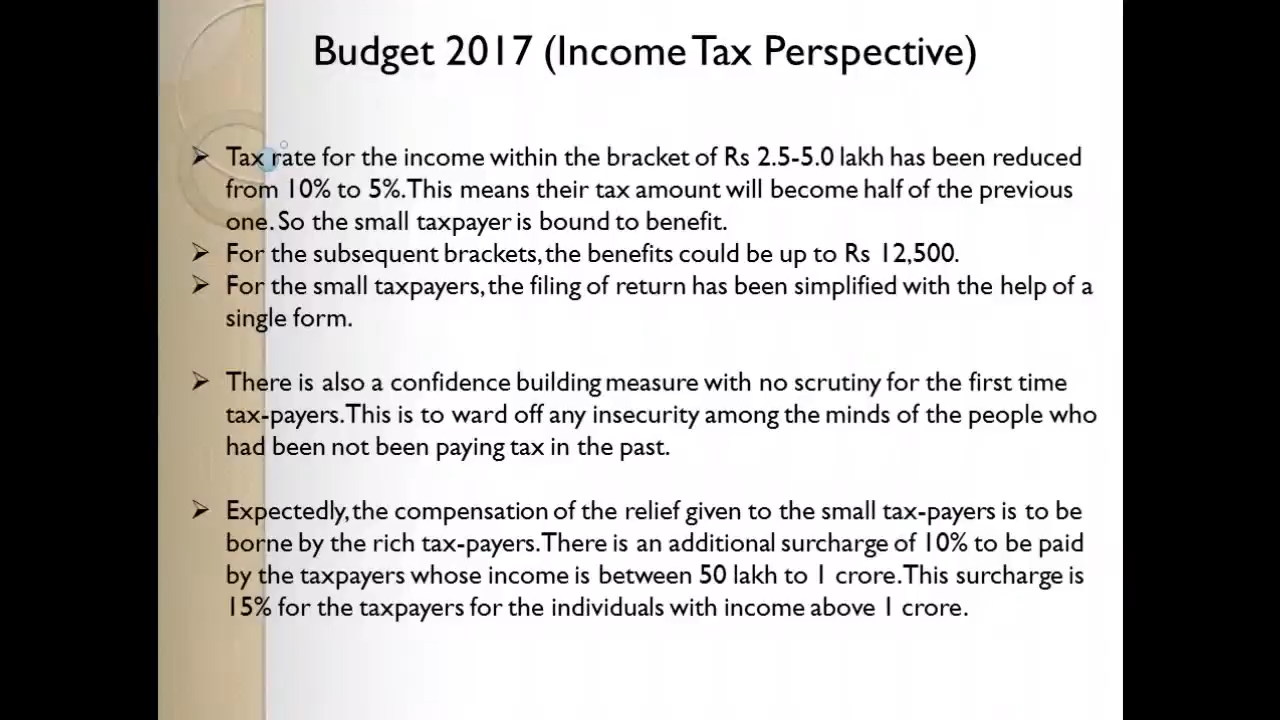 Budget 2017 (Income Tax Perspective)
➢ Tax rate for the income within the bracket of Rs 2.5-5.0 lakh has been reduced
from 10% to 5%. This means their tax amount will become half of the previous
one. So the small taxpayer is bound to benefit.
➢ For the subsequent brackets, the benefits could be up to Rs 12,500.
➢ For the small taxpayers, the filing of return has been simplified with the help of a
single form.
➢ There is also a confidence building measure with no scrutiny for the first time
tax-payers. This is to ward off any insecurity among the minds of the people who
had been not been paying tax in the past.
➢ Expectedly, the compensation of the relief given to the small tax-payers is to be
borne by the rich tax-payers. There is an additional surcharge of 10% to be paid
by the taxpayers whose income is between 50 lakh to 1 crore. This surcharge is
15% for the taxpayers for the individuals with income above 1 crore.